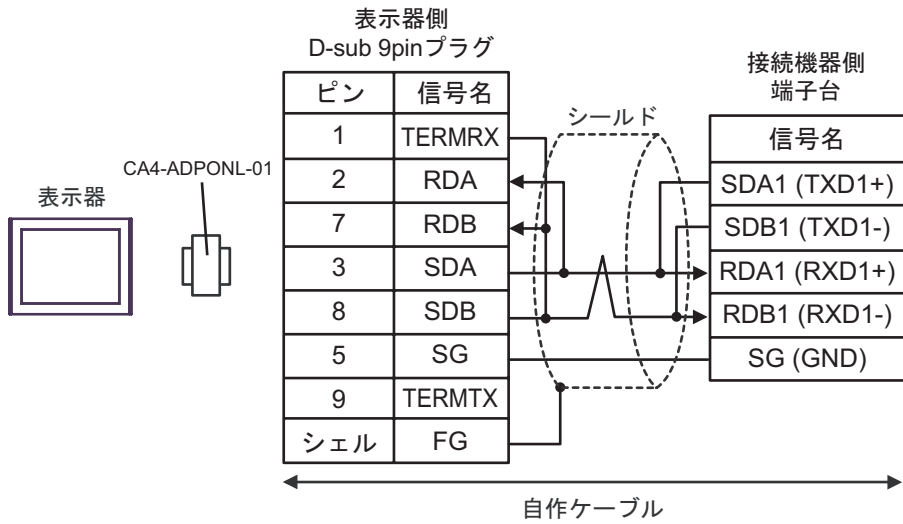 表示器側
D-sub 9pinプラグ
接続機器側
端子台
表示器
CA4-ADPONL-01
シールド
ピン 信号名
1 TERMRX
2 RDA
7 RDB
3 SDA
8 SDB
5 SG
9 TERMTX
シェル FG
信号名
SDA1 (TXD1+)
SDB1 (TXD1-)
RDA1 (RXD1+)
RDB1 (RXD1-)
SG (GND)
自作ケーブル